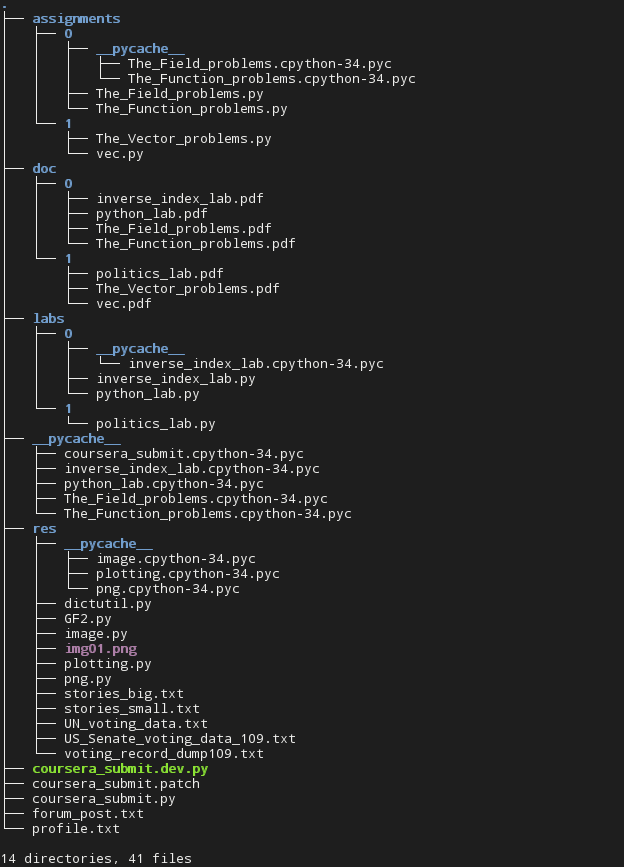 .
├── assignments
│   ├── 0
│   │   ├── __pycache__
│   │   │   ├── The_Field_problems.cpython-34.pyc
│   │   │   └── The_Function_problems.cpython-34.pyc
│   │   ├── The_Field_problems.py
│   │   └── The_Function_problems.py
│   └── 1
│       ├── The_Vector_problems.py
│       └── vec.py
├── doc
│   ├── 0
│   │   ├── inverse_index_lab.pdf
│   │   ├── python_lab.pdf
│   │   ├── The_Field_problems.pdf
│   │   └── The_Function_problems.pdf
│   └── 1
│       ├── politics_lab.pdf
│       ├── The_Vector_problems.pdf
│       └── vec.pdf
├── labs
│   ├── 0
│   │   ├── __pycache__
│   │   │   └── inverse_index_lab.cpython-34.pyc
│   │   ├── inverse_index_lab.py
│   │   └── python_lab.py
│   └── 1
│       └── politics_lab.py
├── __pycache__
│   ├── coursera_submit.cpython-34.pyc
│   ├── inverse_index_lab.cpython-34.pyc
│   ├── python_lab.cpython-34.pyc
│   ├── The_Field_problems.cpython-34.pyc
│   └── The_Function_problems.cpython-34.pyc
├── res
│   ├── __pycache__
│   │   ├── image.cpython-34.pyc
│   │   ├── plotting.cpython-34.pyc
│   │   └── png.cpython-34.pyc
│   ├── dictutil.py
│   ├── GF2.py
│   ├── image.py
│   ├── img01.png
│   ├── plotting.py
│   ├── png.py
│   ├── stories_big.txt
│   ├── stories_small.txt
│   ├── UN_voting_data.txt
│   ├── US_Senate_voting_data_109.txt
│   └── voting_record_dump109.txt
├── coursera_submit.dev.py
├── coursera_submit.patch
├── coursera_submit.py
├── forum_post.txt
└── profile.txt
14 directories, 41 files